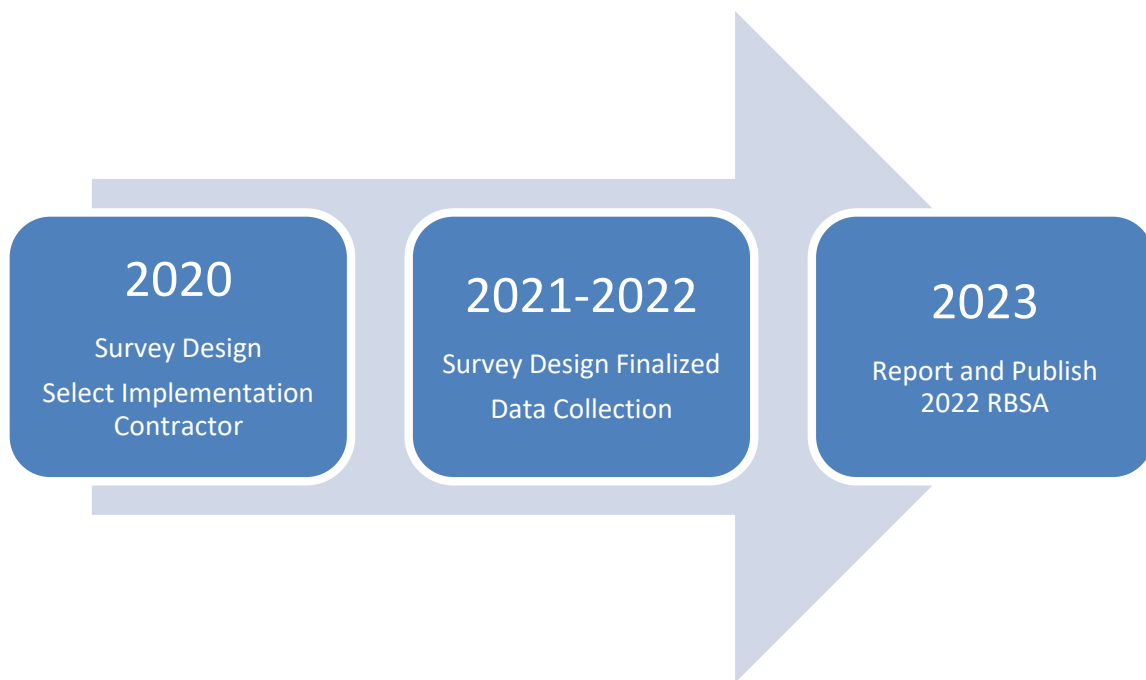 2020
Survey Design
Select Implementation
Contractor
2021-2022
Survey Design Finalized
Data Collection
2023
Report and Publish
2022 RBSA